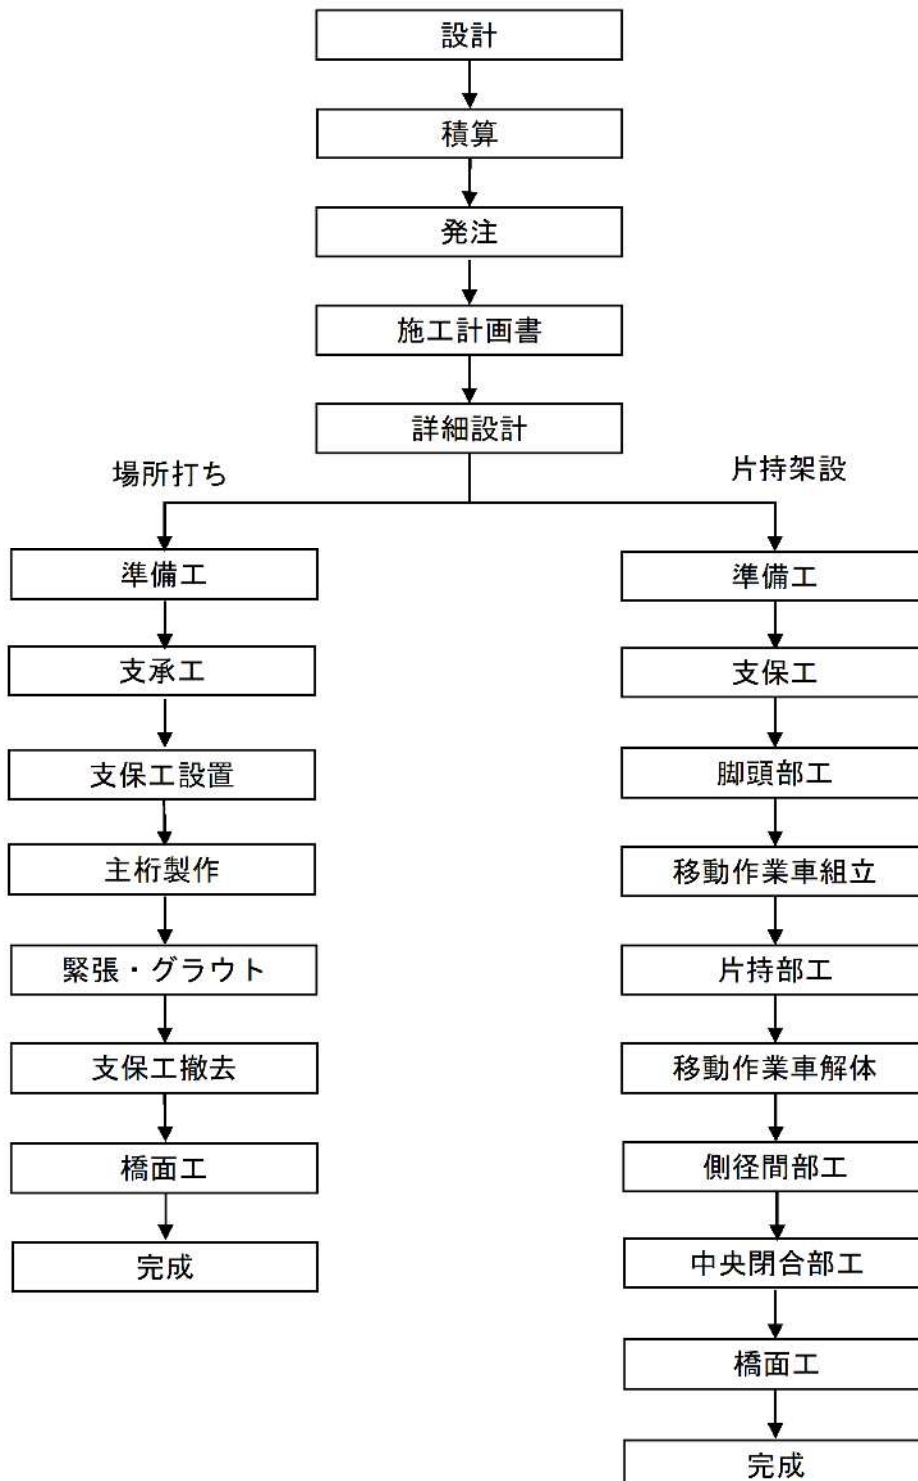 設計
積算
発注
施工計画書
詳細設計
場所打ち
準備工
支承工
支保工設置
主桁製作
緊張・グラウト
支保工撤去
橋面工
完成
片持架設
準備工
支保工
脚頭部工
移動作業車組立
片持部工
移動作業車解体
側径間部工
中央閉合部工
橋面工
完成